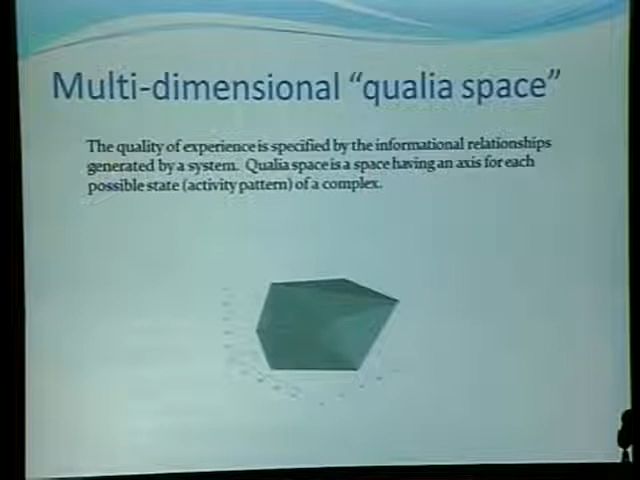 Multi-dimensional “qualia space”
The quality of experience is specified by the informational relationships
generated by a system. Qualia space is a space having an axis for each
possible state (activity pattern) of a complex.